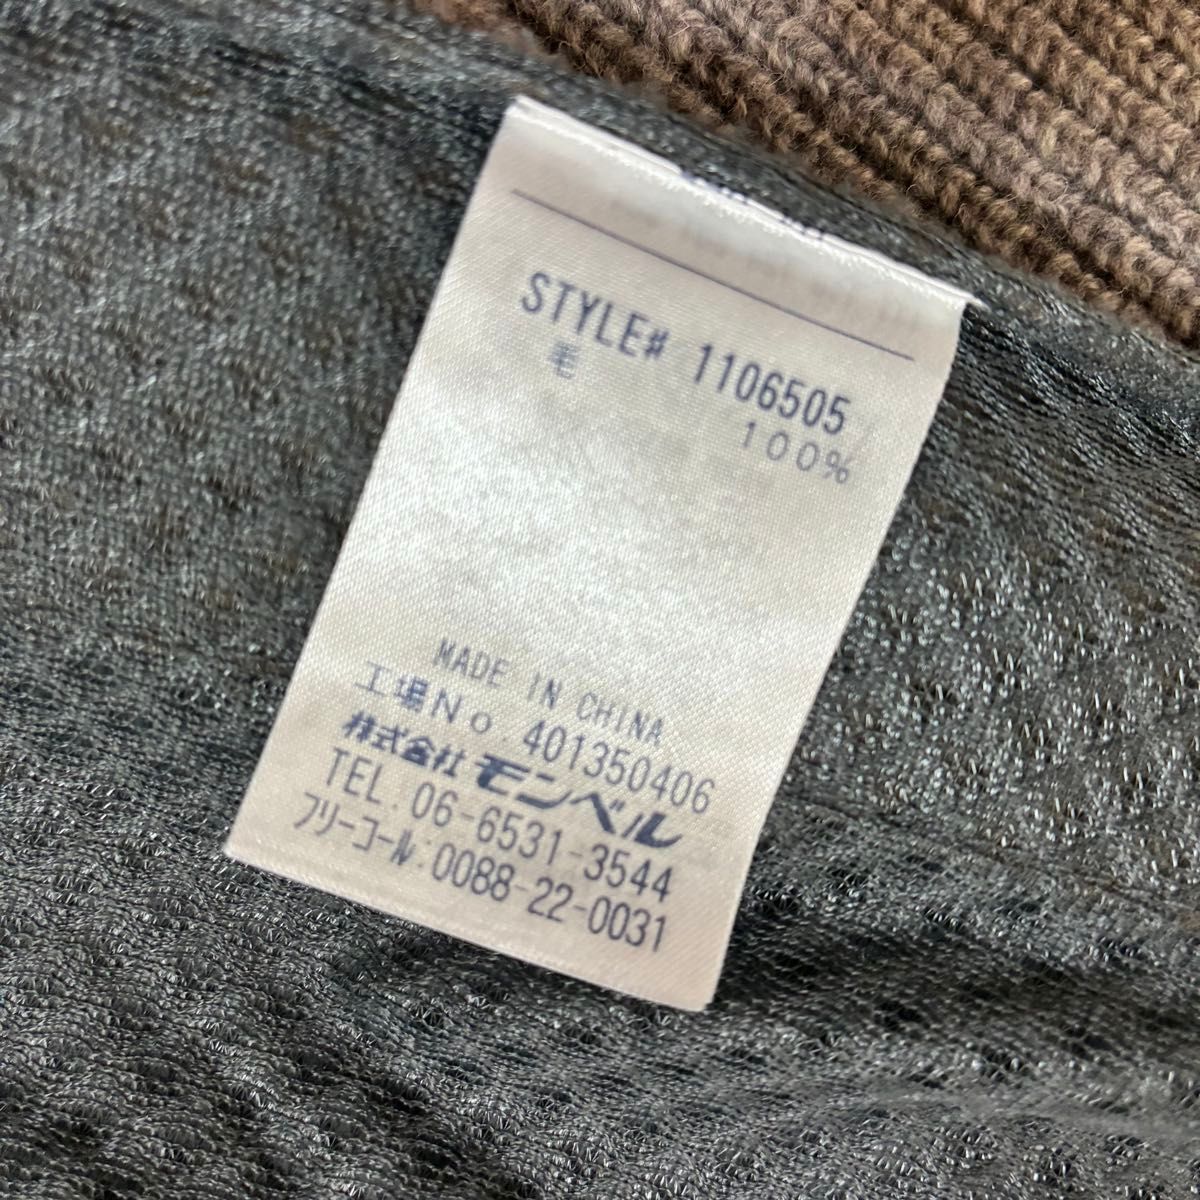 STYLE# 1106505
毛 100%
MADE IN CHINA
工場No. 401350406
株式会社 モンベル
TEL. 06-6531-3544
フリーコール:0088-22-0031